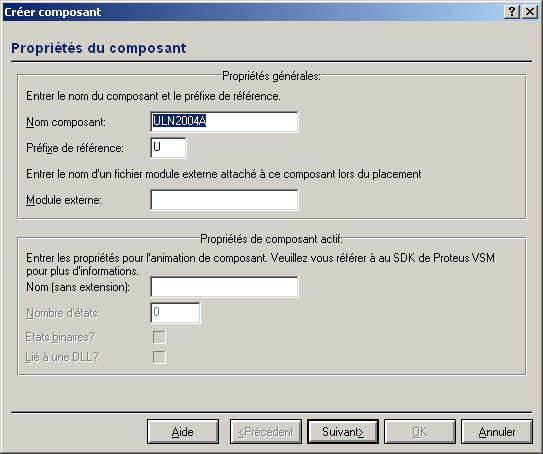 Créer composant
Propriétés du composant
Propriétés générales:
Entrer le nom du composant et le préfixe de référence.
Nom composant: ULN2004A
Préfixe de référence: U
Entrer le nom d'un fichier module externe attaché à ce composant lors du placement
Module externe:
Propriétés de composant actif:
Entrer les propriétés pour l'animation de composant. Veuillez vous référer à au SDK de Proteus VSM
pour plus d'informations.
Nom (sans extension):
Nombre d'états: 0
Etats binaires?
Lié à une DLL?
Aide <Précédent Suivant> OK Annuler